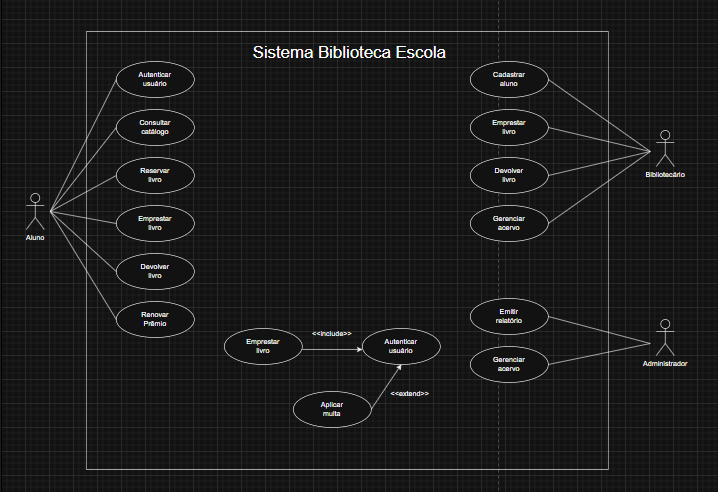 Sistema Biblioteca Escola
Autenticar
usuário
Consultar
catálogo
Reservar
livro
Emprestar
livro
Devolver
livro
Renovar
Prêmio
Aluno
Cadastrar
aluno
Emprestar
livro
Devolver
livro
Gerenciar
acervo
Bibliotecário
Emitir
relatório
Gerenciar
acervo
Administrador
Emprestar
livro
<<include>>
Autenticar
usuário
Aplicar
multa
<<extend>>